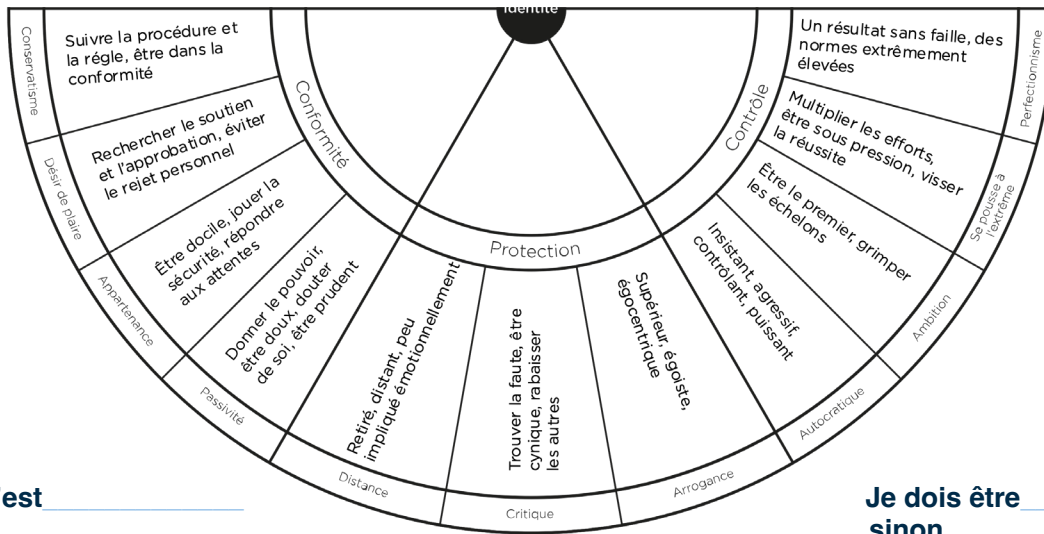 Identité
Conformité
Protection
Contrôle
Suivre la procédure et
la régle, être dans la
conformité
Conservatisme
Rechercher le soutien
et l'approbation, éviter
le rejet personnel
Désir de plaire
Être docile, jouer la
sécurité, répondre
aux attentes
Appartenance
Donner le pouvoir,
être doux, douter
de soi, être prudent
Passivité
Retiré, distant, peu
impliqué émotionnellement
Distance
Trouver la faute, être
cynique, rabaisser
les autres
Critique
Supérieur, égoiste,
égocentrique
Arrogance
Insistant, agressif,
contrôlant, puissant
Autocratique
Être le premier, grimper
les échelons
Ambition
Multiplier les efforts,
être sous pression, visser
la réussite
Se pousse à
l'extrême
Un résultat sans faille, des
normes extrêmement
élevées
Perfectionnisme
'est
Je dois être
sinon